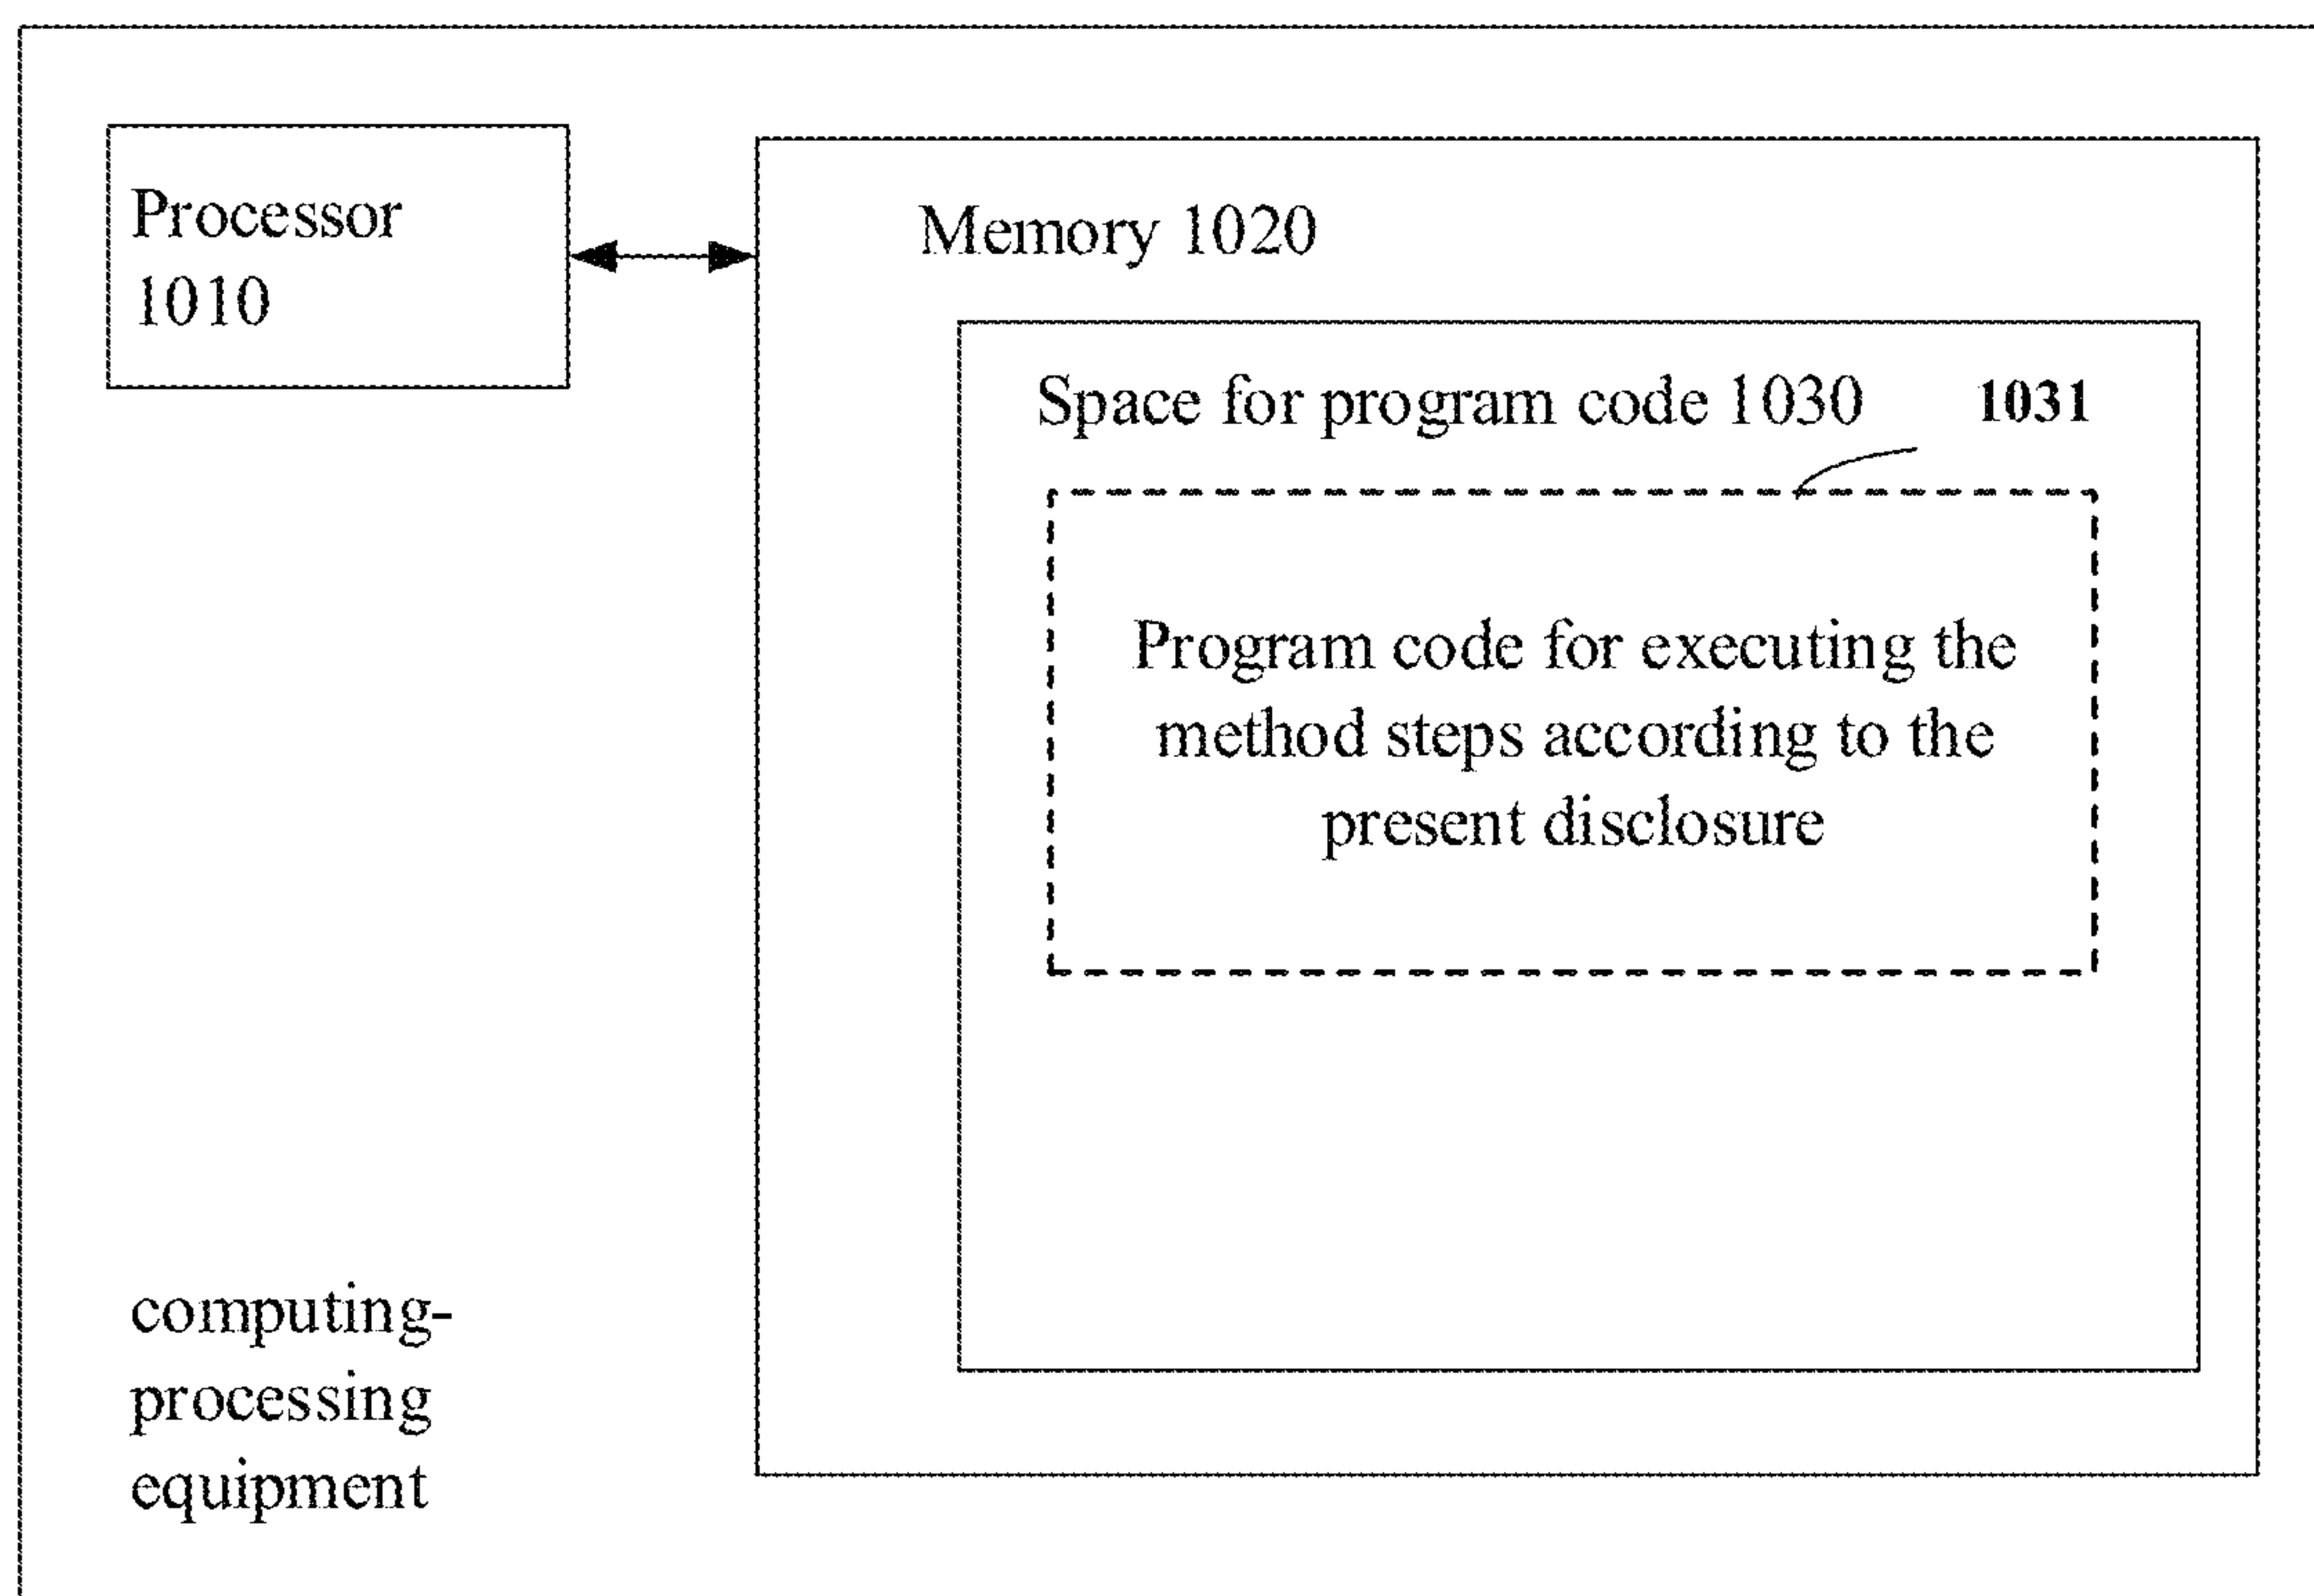 Processor
1010
Memory 1020
Space for program code 1030 1031
Program code for executing the
method steps according to the
present disclosure
computing-
processing
equipment